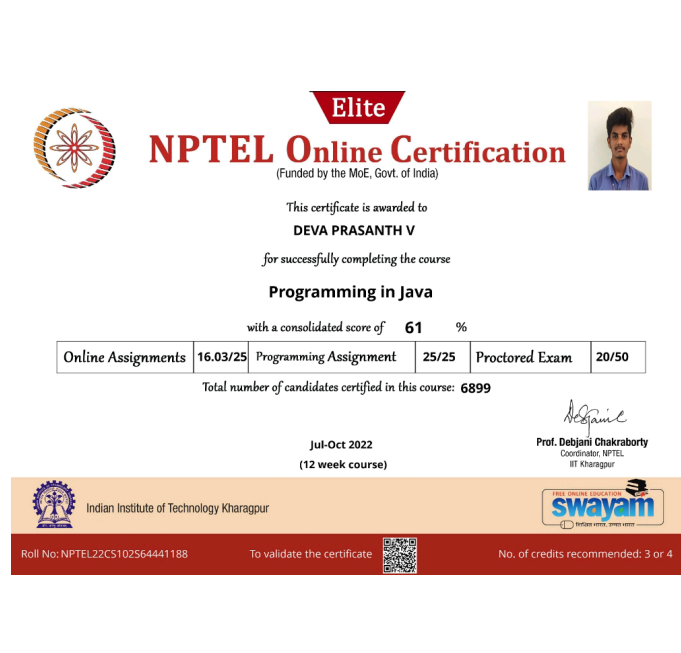 Elite
NPTEL Online Certification
(Funded by the MoE, Govt. of India)
This certificate is awarded to
DEVA PRASANTH V
for successfully completing the course
Programming in Java
with a consolidated score of 61 %
Online Assignments 16.03/25 Programming Assignment 25/25 Proctored Exam 20/50
Total number of candidates certified in this course: 6899
Jul-Oct 2022
(12 week course)
Prof. Debjani Chakraborty
Coordinator, NPTEL
IIT Kharagpur
Indian Institute of Technology Kharagpur
FREE ONLINE EDUCATION
swayam
शिक्षित भारत, उन्नत भारत
Roll No: NPTEL22CS102S64441188 To validate the certificate No. of credits recommended: 3 or 4